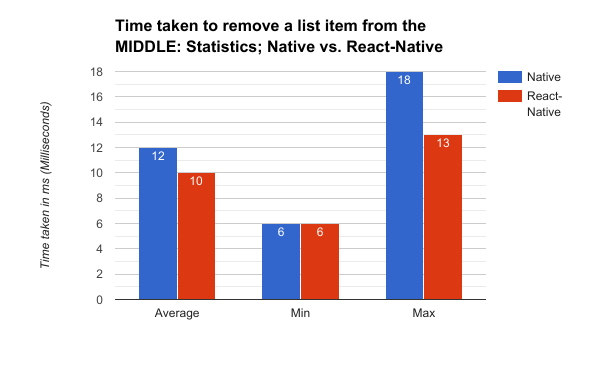 Time taken to remove a list item from the
MIDDLE: Statistics; Native vs. React-Native
Time taken in ms (Milliseconds)
18
16
14
12
10
8
6
4
2
0
12
10
6
6
18
13
Average
Min
Max
Native
React-
Native